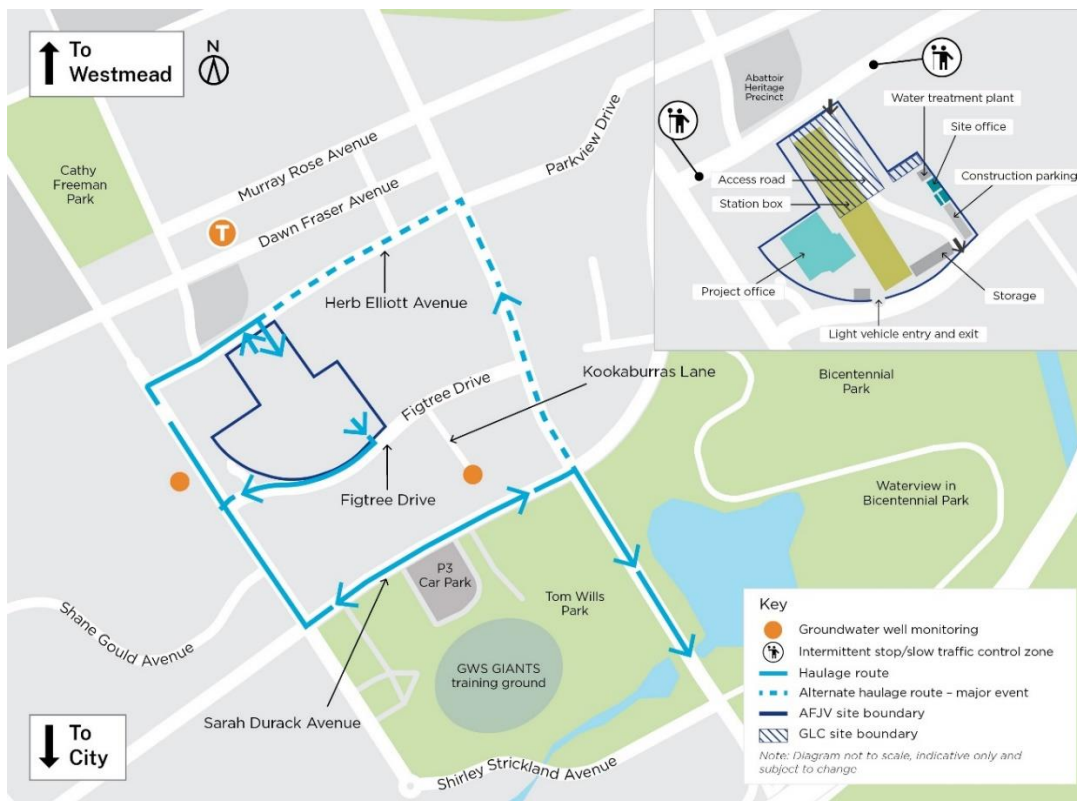 To
Westmead
N
Cathy
Freeman
Park
Murray Rose Avenue
Dawn Fraser Avenue
Parkview Drive
T
Herb Elliott Avenue
Kookaburras Lane
Figtree Drive
Figtree Drive
Abattoir
Heritage
Precinct
Water treatment plant
Site office
Construction parking
Access road
Station box
Project office
Storage
Light vehicle entry and exit
Bicentennial
Park
Waterview in
Bicentennial Park
P3
Car Park
Tom Wills
Park
Shane Gould Avenue
GWS GIANTS
training ground
Sarah Durack Avenue
Shirley Strickland Avenue
To
City
Key
Groundwater well monitoring
Intermittent stop/slow traffic control zone
Haulage route
Alternate haulage route – major event
AFJV site boundary
GLC site boundary
Note: Diagram not to scale, indicative only and
subject to change